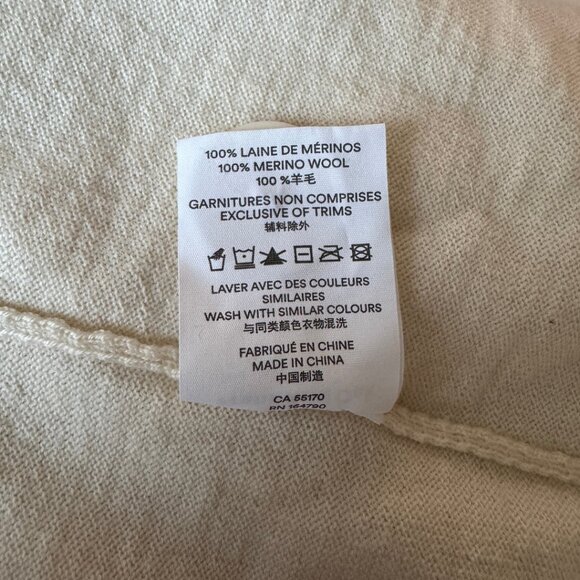 100% LAINE DE MÉRINOS
100% MERINO WOOL
100%羊毛
GARNITURES NON COMPRISES
EXCLUSIVE OF TRIMS
辅料除外
LAVER AVEC DES COULEURS
SIMILAIRES
WASH WITH SIMILAR COLOURS
与同类颜色衣物混洗
FABRIQUÉ EN CHINE
MADE IN CHINA
中国制造
CA 55170
RN 164790